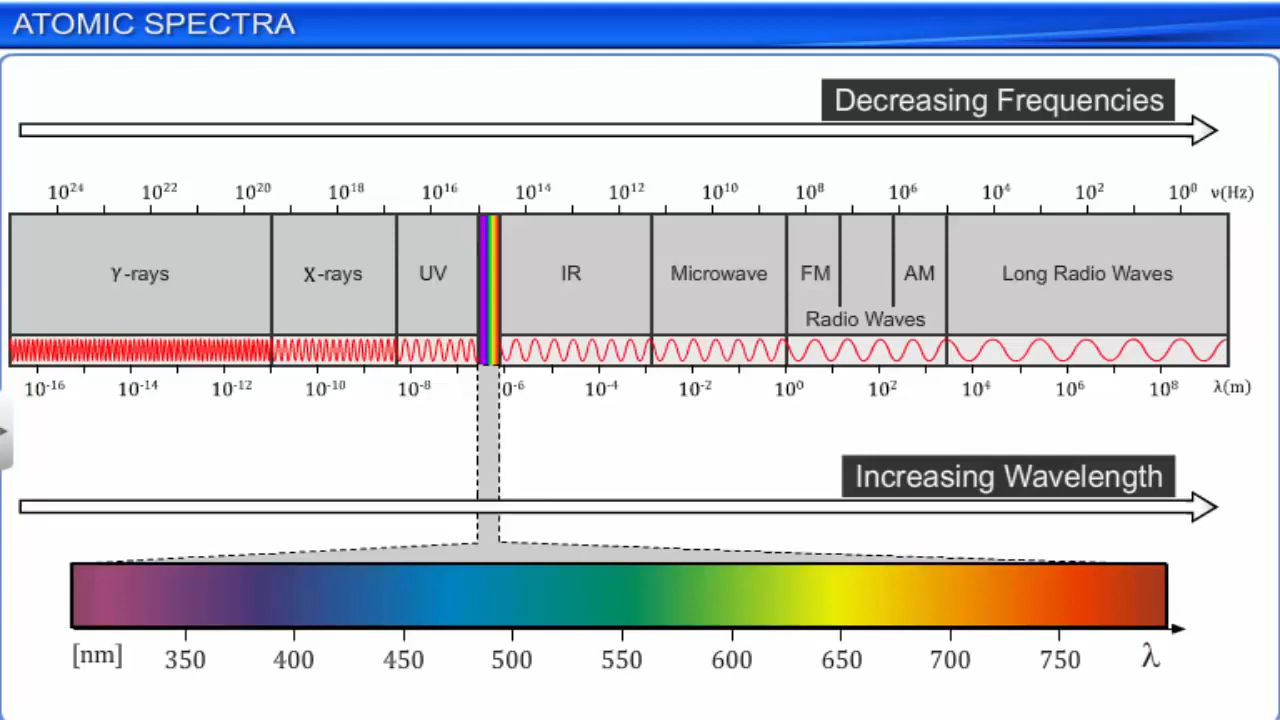 ATOMIC SPECTRA
Decreasing Frequencies
10²⁴ 10²² 10²⁰ 10¹⁸ 10¹⁶ 10¹⁴ 10¹² 10¹⁰ 10⁸ 10⁶ 10⁴ 10² 10⁰ ν(Hz)
γ-rays X-rays UV IR Microwave FM AM Long Radio Waves
Radio Waves
10⁻¹⁶ 10⁻¹⁴ 10⁻¹² 10⁻¹⁰ 10⁻⁸ 0⁻⁶ 10⁻⁴ 10⁻² 10⁰ 10² 10⁴ 10⁶ 10⁸ λ(m)
Increasing Wavelength
[nm] 350 400 450 500 550 600 650 700 750 λ